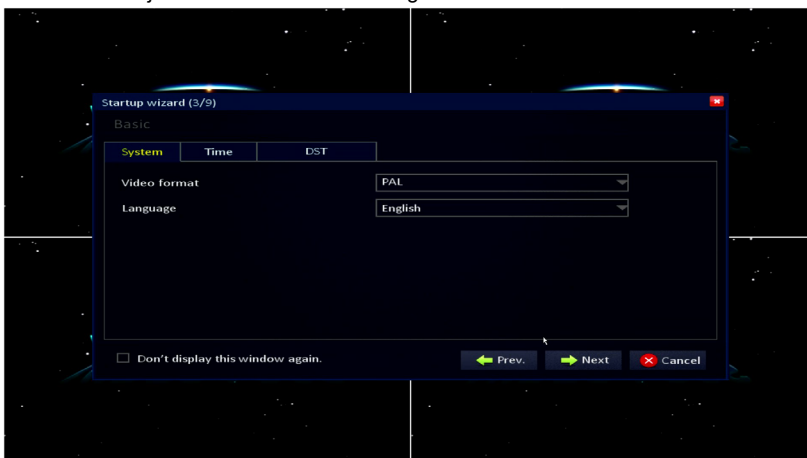 Startup wizard (3/9)
Basic
System Time DST
Video format PAL
Language English
Don't display this window again.
Prev. Next Cancel